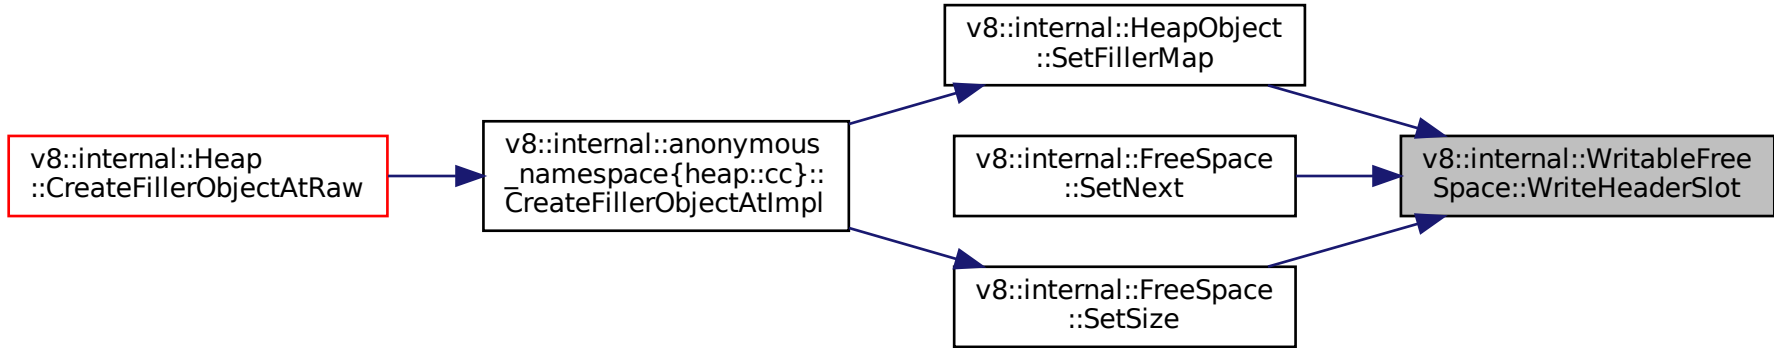 v8::internal::HeapObject
::SetFillerMap
v8::internal::Heap
::CreateFillerObjectAtRaw
v8::internal::anonymous
_namespace{heap::cc}::
CreateFillerObjectAtImpl
v8::internal::FreeSpace
::SetNext
v8::internal::WritableFree
Space::WriteHeaderSlot
v8::internal::FreeSpace
::SetSize